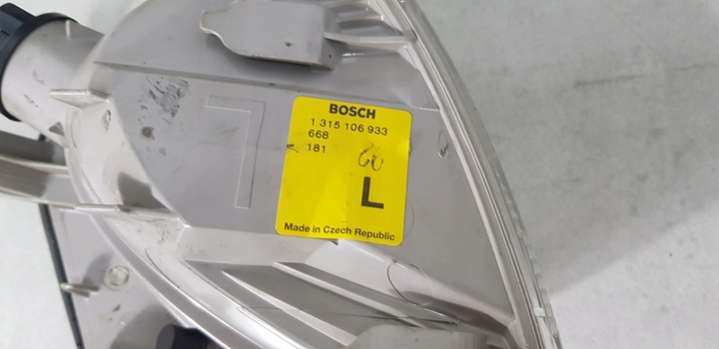 BOSCH
1 315 106 933
668
181
L
Made in Czech Republic